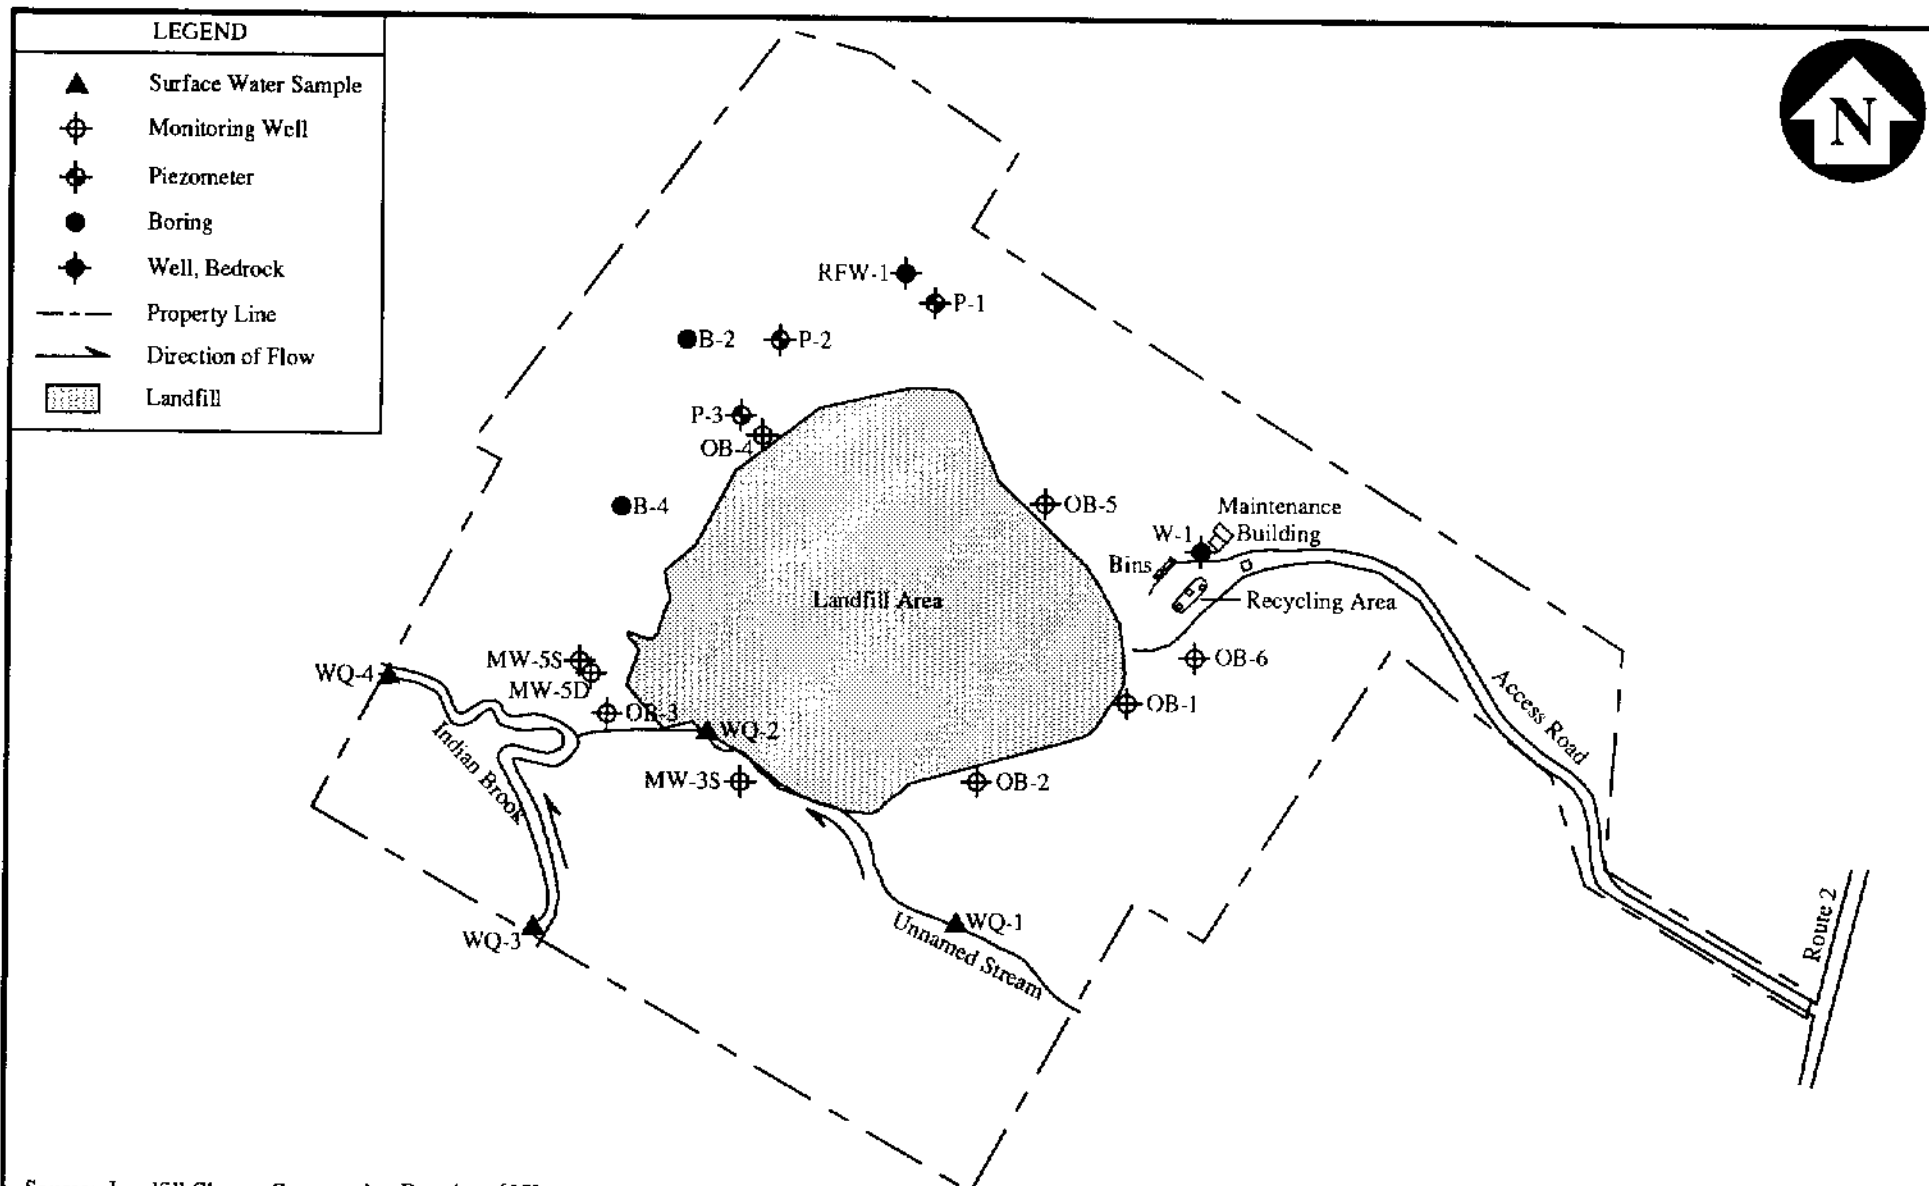 LEGEND
Surface Water Sample
Monitoring Well
Piezometer
Boring
Well, Bedrock
Property Line
Direction of Flow
Landfill
N
RFW-1
P-1
B-2
P-2
P-3
OB-4
B-4
OB-5
Maintenance
Building
W-1
Bins
Landfill Area
Recycling Area
MW-5S
OB-6
WQ-4
MW-5D
OB-3
OB-1
Access Road
WQ-2
Indian Brook
MW-3S
OB-2
WQ-3
WQ-1
Unnamed Stream
Route 2